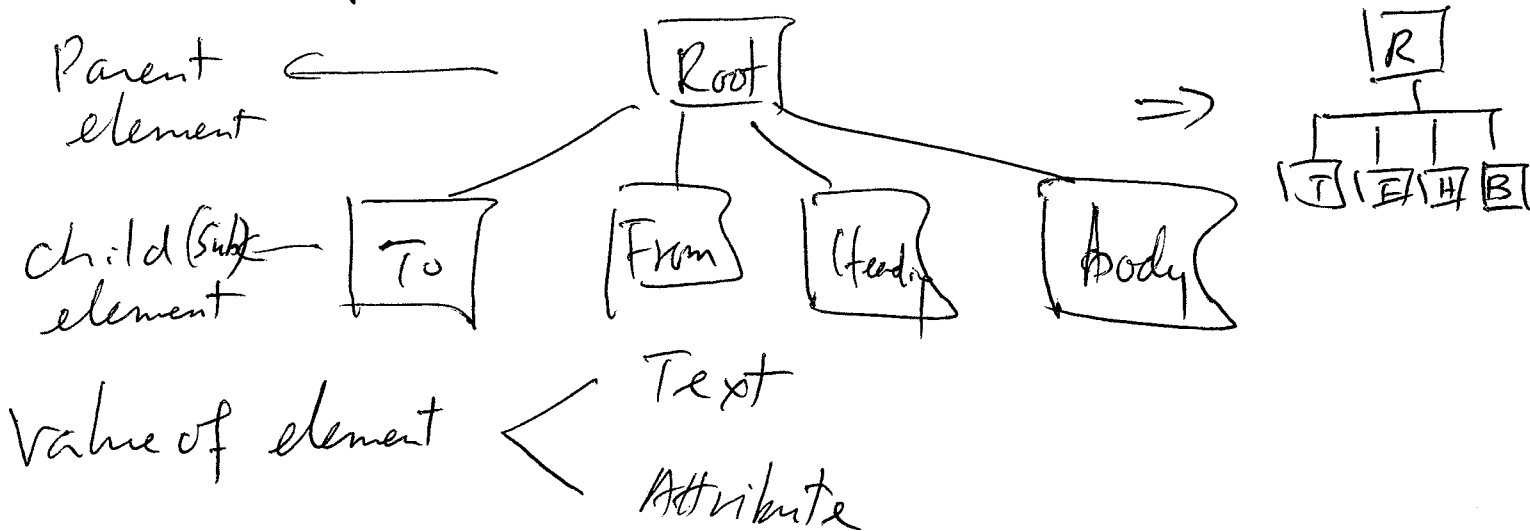 Parent
element
Root
R
child (Sub)
element
To
From
Heading
Body
T F H B
Value of element
Text
Attribute